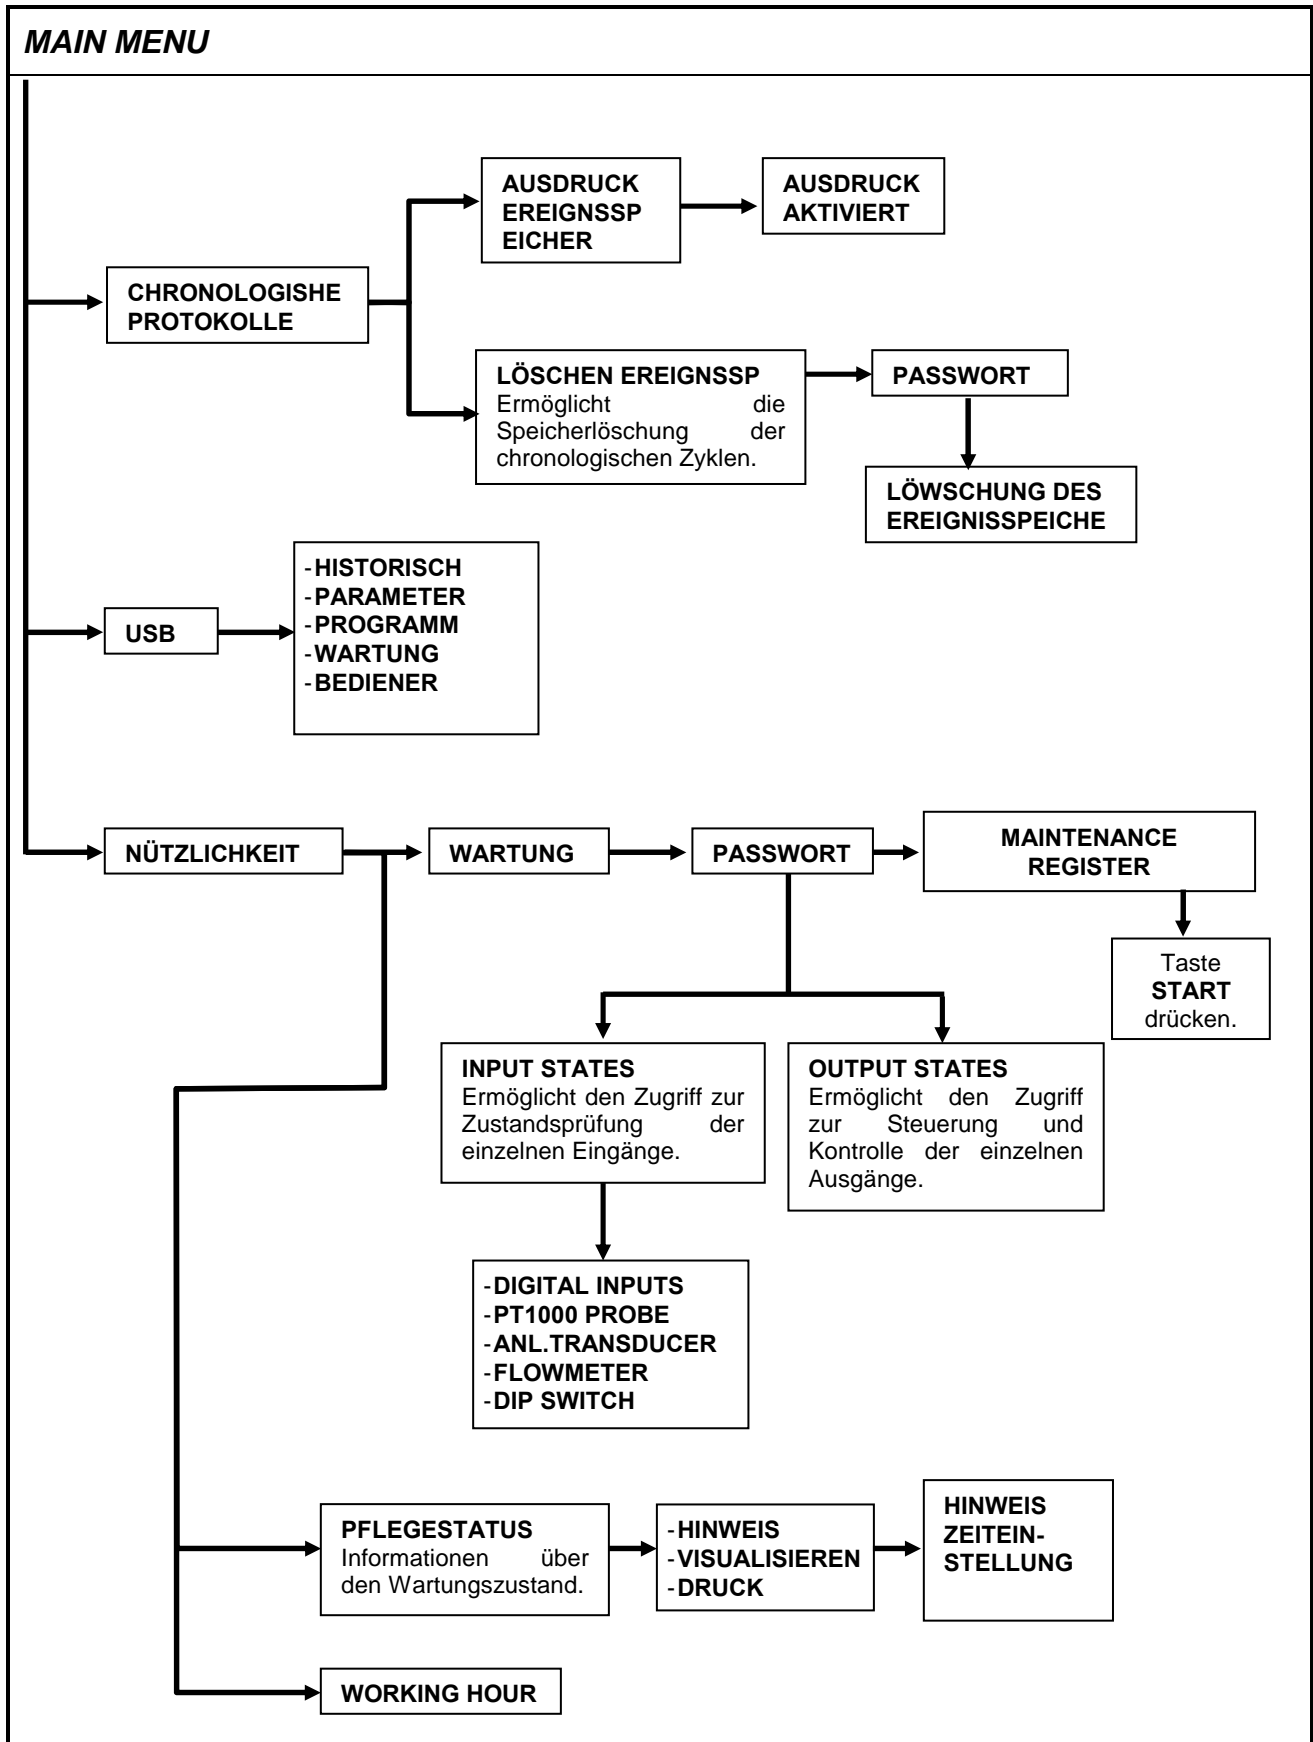 MAIN MENU
AUSDRUCK
EREIGNSSP
EICHER
AUSDRUCK
AKTIVIERT
CHRONOLOGISHE
PROTOKOLLE
LÖSCHEN EREIGNSSP
Ermöglicht die
Speicherlöschung der
chronologischen Zyklen.
PASSWORT
LÖWSCHUNG DES
EREIGNISSPEICHE
USB
-HISTORISCH
-PARAMETER
-PROGRAMM
-WARTUNG
-BEDIENER
NÜTZLICHKEIT
WARTUNG
PASSWORT
MAINTENANCE
REGISTER
Taste
START
drücken.
INPUT STATES
Ermöglicht den Zugriff zur
Zustandsprüfung der
einzelnen Eingänge.
OUTPUT STATES
Ermöglicht den Zugriff
zur Steuerung und
Kontrolle der einzelnen
Ausgänge.
-DIGITAL INPUTS
-PT1000 PROBE
-ANL.TRANSDUCER
-FLOWMETER
-DIP SWITCH
PFLEGESTATUS
Informationen über
den Wartungszustand.
-HINWEIS
-VISUALISIEREN
-DRUCK
HINWEIS
ZEITEIN-
STELLUNG
WORKING HOUR